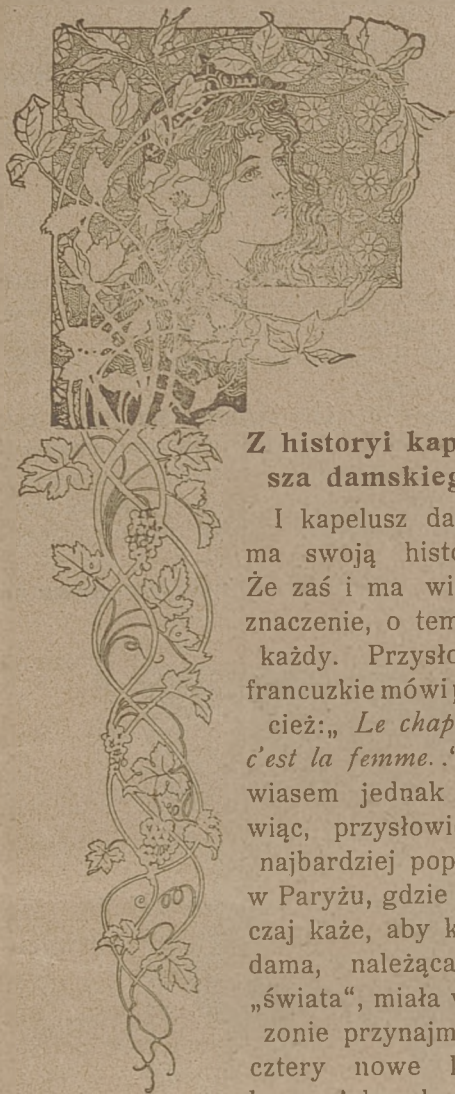 Z historyi kap
sza damskieg
I kapelusz da
ma swoją histo
Że zaś i ma wi
znaczenie, o tem
każdy. Przysło
francuzkie mówi p
cież:„ Le chap
c'est la femme. .“
wiasem jednak
wiąc, przysłowi
najbardziej pop
w Paryżu, gdzie
czaj każe, aby k
dama, należąca
„świata“, miała w
zonie przynajm
cztery nowe k